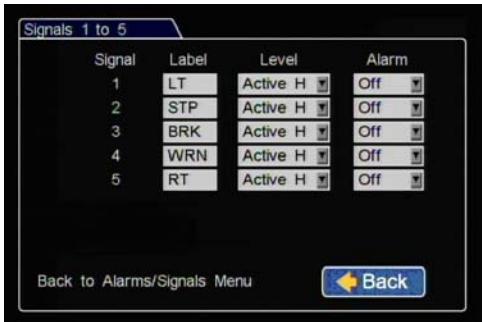 Signals 1 to 5
Signal Label Level Alarm
1 LT Active H Off
2 STP Active H Off
3 BRK Active H Off
4 WRN Active H Off
5 RT Active H Off
Back to Alarms/Signals Menu Back